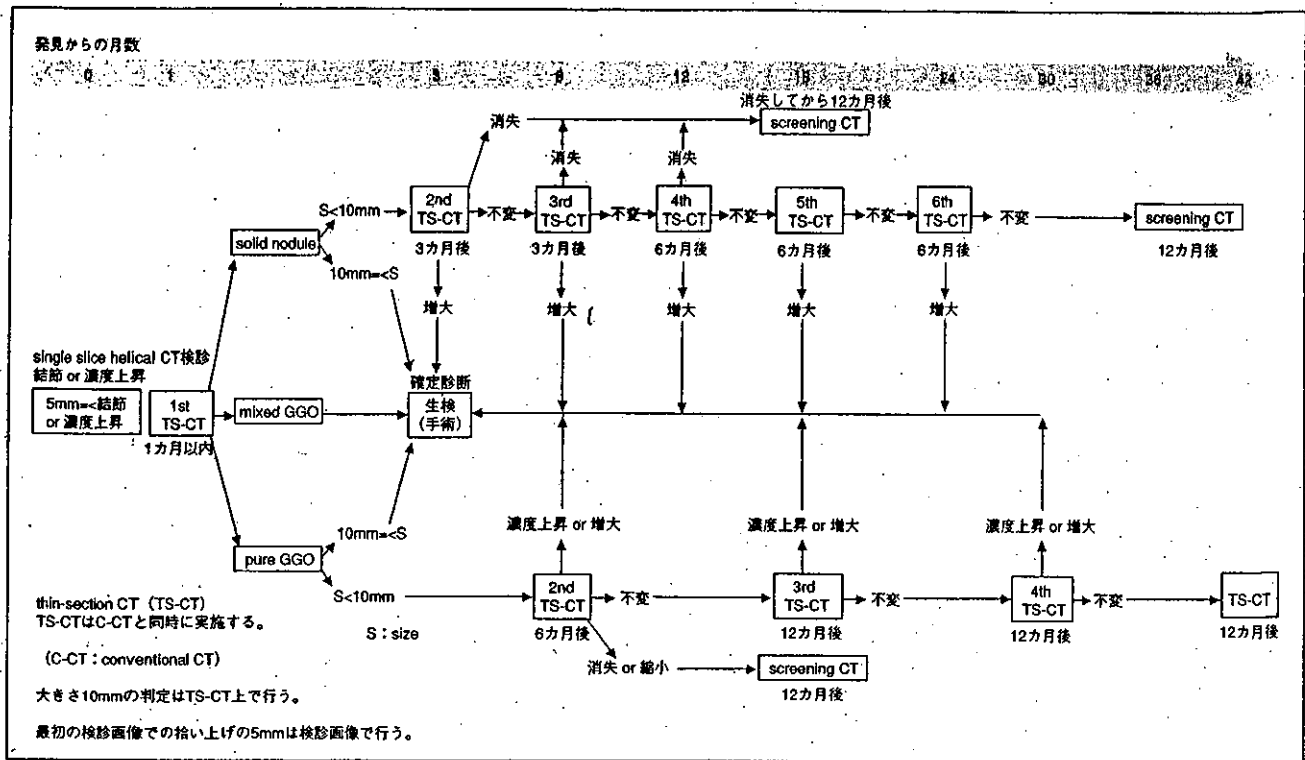 発見からの月数
0 1 3 6 12 18 24 30 36 42
消失してから12カ月後
消失 screening CT
消失 消失
S<10mm 2nd TS-CT 不変 3rd TS-CT 不変 4th TS-CT 不変 5th TS-CT 不変 6th TS-CT 不変 screening CT
3カ月後 3カ月後 6カ月後 6カ月後 6カ月後 12カ月後
solid nodule
10mm=<S
増大 増大 増大 増大 増大
single slice helical CT検診
結節 or 濃度上昇
確定診断
5mm=<結節
or 濃度上昇
1st
TS-CT
mixed GGO
生検
(手術)
1カ月以内
濃度上昇 or 増大 濃度上昇 or 増大 濃度上昇 or 増大
10mm=<S
pure GGO
S<10mm 2nd TS-CT 不変 3rd TS-CT 不変 4th TS-CT 不変 TS-CT
6カ月後 12カ月後 12カ月後 12カ月後
S：size
消失 or 縮小 screening CT
12カ月後
thin-section CT（TS-CT）
TS-CTはC-CTと同時に実施する。
（C-CT：conventional CT）
大きさ10mmの判定はTS-CT上で行う。
最初の検診画像での拾い上げの5mmは検診画像で行う。